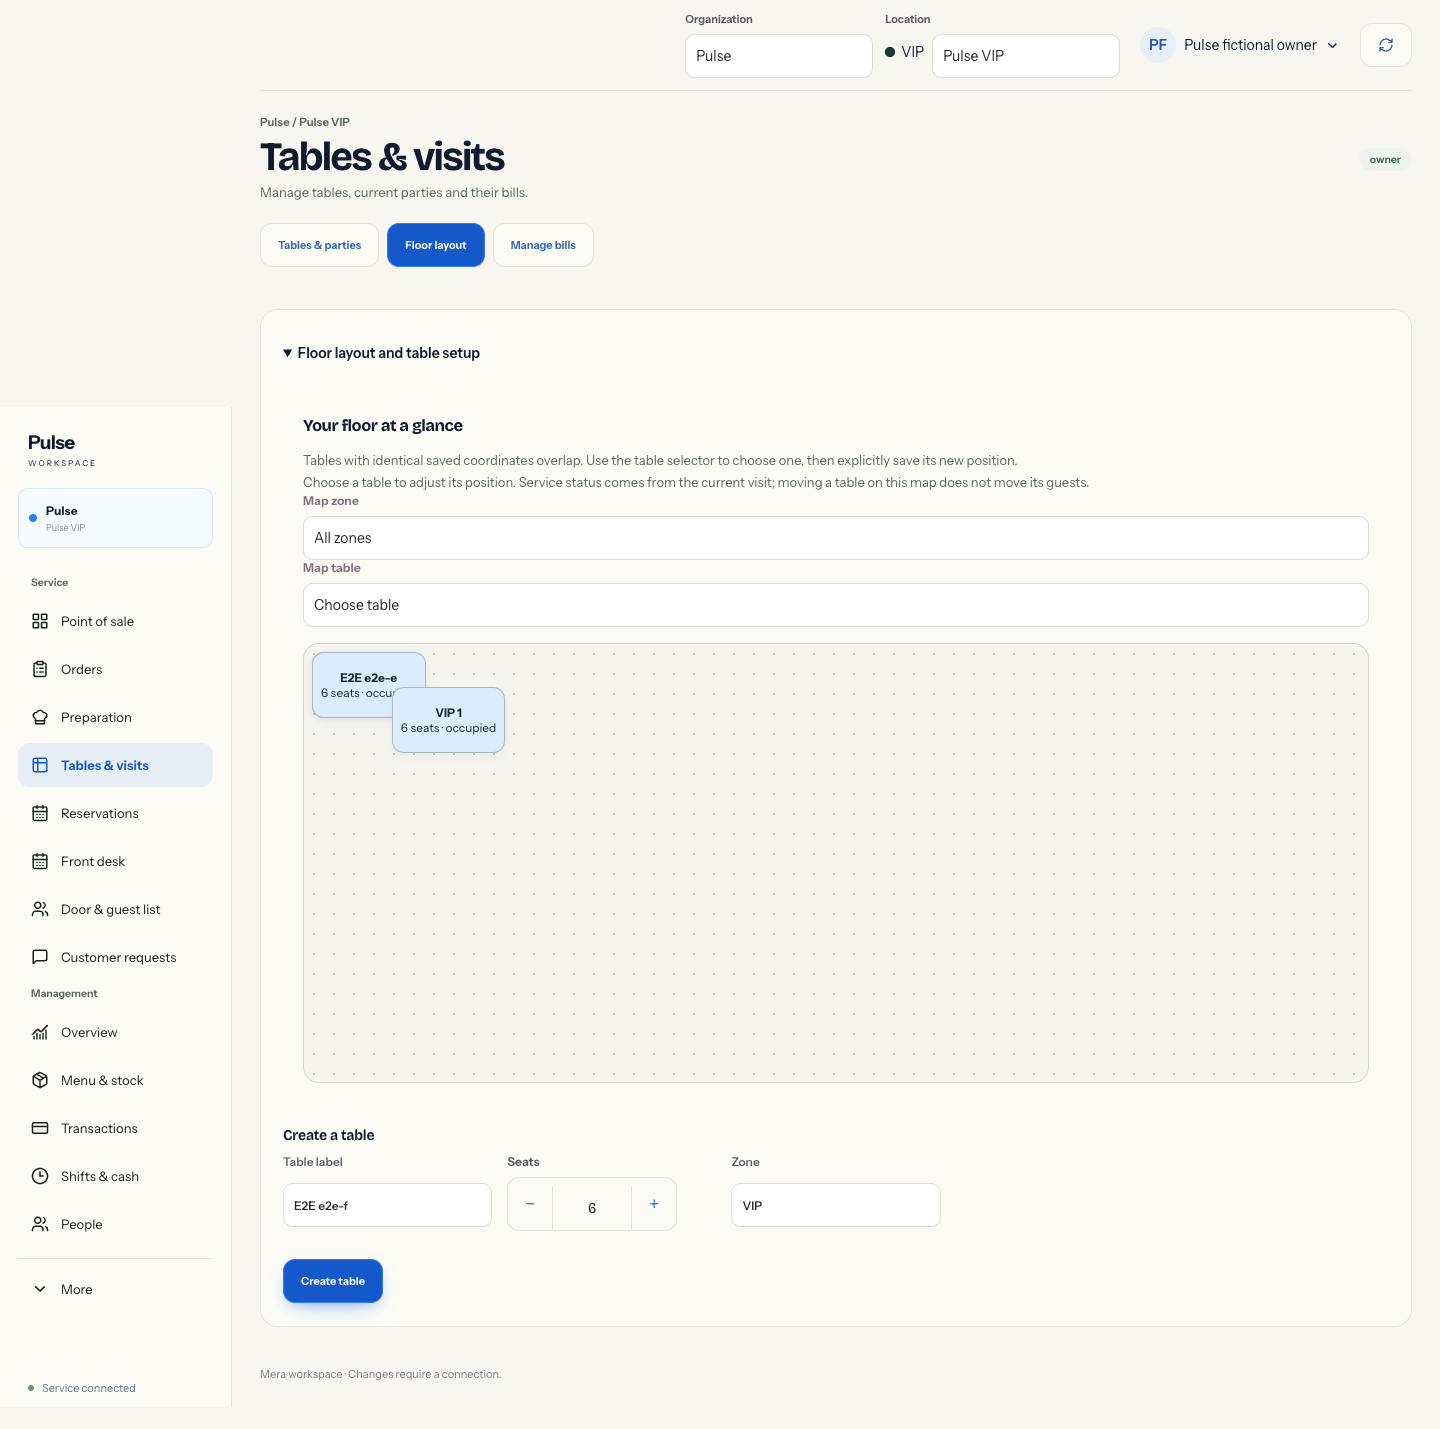 Organization
Location
Pulse
VIP
Pulse VIP
PF
Pulse fictional owner
Pulse / Pulse VIP
Tables & visits
owner
Manage tables, current parties and their bills.
Tables & parties
Floor layout
Manage bills
Floor layout and table setup
Your floor at a glance
Tables with identical saved coordinates overlap. Use the table selector to choose one, then explicitly save its new position.
Choose a table to adjust its position. Service status comes from the current visit; moving a table on this map does not move its guests.
Map zone
All zones
Map table
Choose table
E2E e2e-e
6 seats · occu
VIP 1
6 seats · occupied
Create a table
Table label
Seats
Zone
E2E e2e-f
−
6
+
VIP
Create table
Mera workspace · Changes require a connection.
Pulse
WORKSPACE
Pulse
Pulse VIP
Service
Point of sale
Orders
Preparation
Tables & visits
Reservations
Front desk
Door & guest list
Customer requests
Management
Overview
Menu & stock
Transactions
Shifts & cash
People
More
Service connected